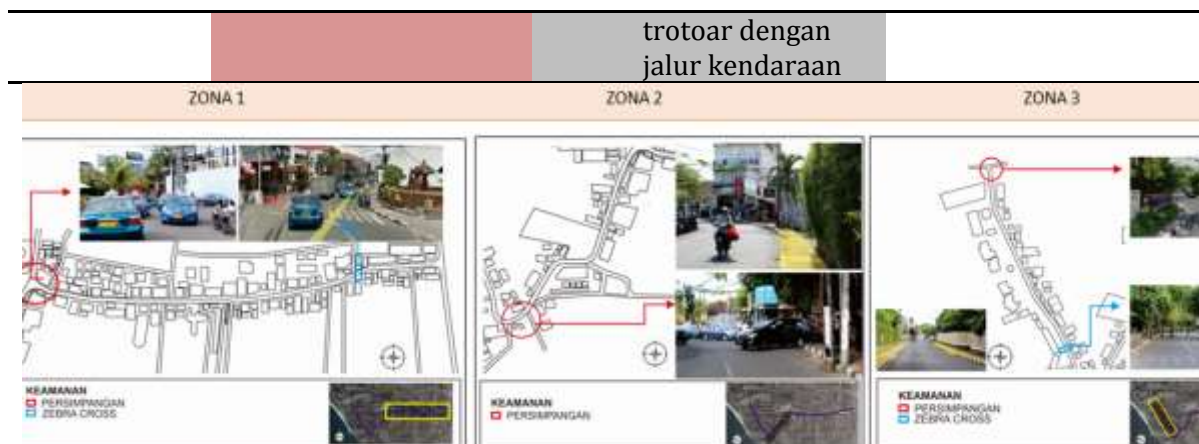 trotoar dengan
jalur kendaraan
ZONA 1
ZONA 2
ZONA 3
KEAMANAN
PERSIMPANGAN
ZEBRA CROSS
KEAMANAN
PERSIMPANGAN
KEAMANAN
PERSIMPANGAN
ZEBRA CROSS